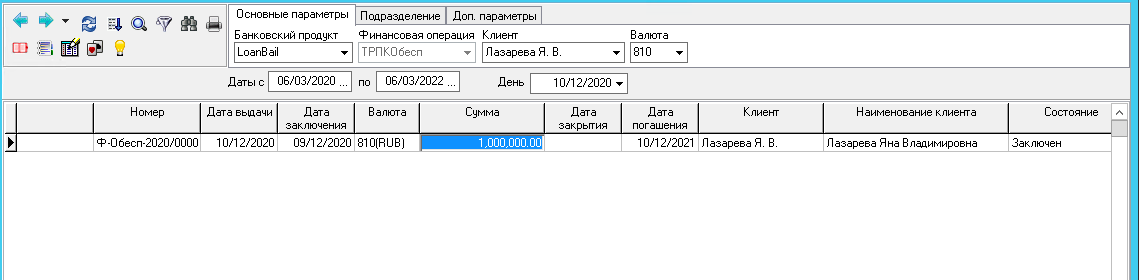 Основные параметры Подразделение Доп. параметры
Банковский продукт Финансовая операция Клиент Валюта
LoanBail ТРПКОбесп Лазарева Я. В. 810
Даты с 06/03/2020 ... по 06/03/2022 ... День 10/12/2020
Номер Дата выдачи Дата заключения Валюта Сумма Дата закрытия Дата погашения Клиент Наименование клиента Состояние
Ф-Обесп-2020/0000 10/12/2020 09/12/2020 810(RUB) 1,000,000.00 10/12/2021 Лазарева Я. В. Лазарева Яна Владимировна Заключен